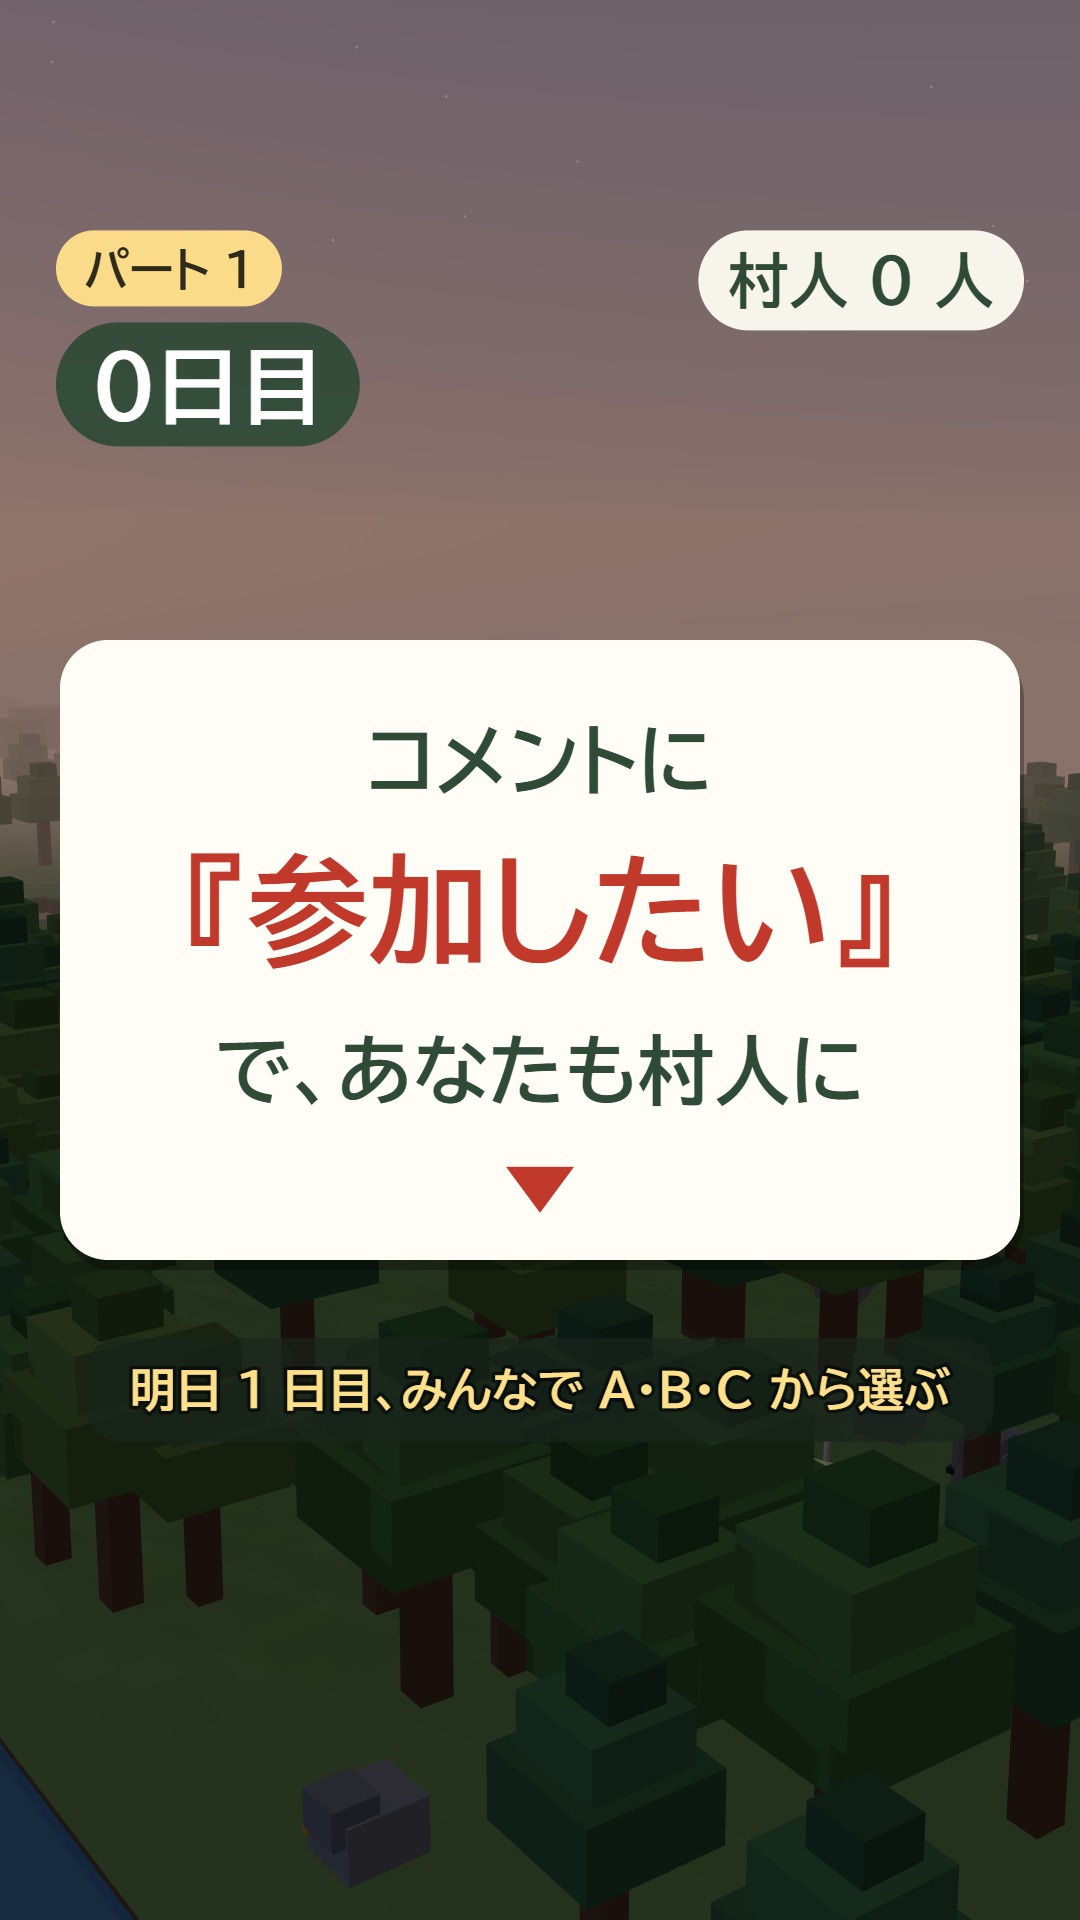 パート 1
村人 0 人
0日目
コメントに
『参加したい』
で、あなたも村人に
明日 1 日目、みんなで A・B・C から選ぶ